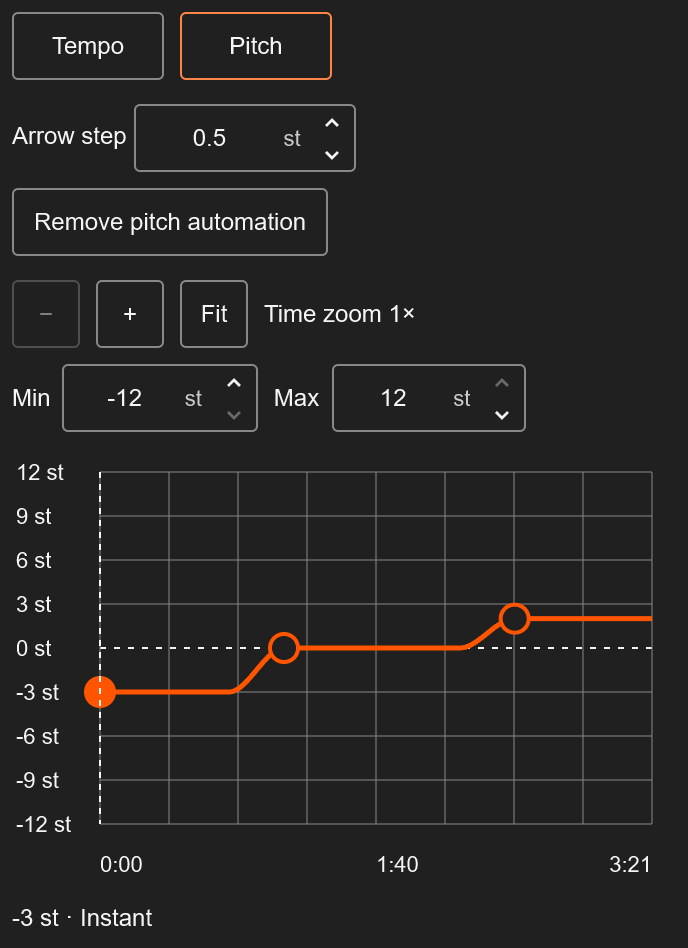 Tempo Pitch
Arrow step 0.5 st
Remove pitch automation
− + Fit Time zoom 1×
Min -12 st Max 12 st
12 st
9 st
6 st
3 st
0 st
-3 st
-6 st
-9 st
-12 st
0:00 1:40 3:21
-3 st · Instant